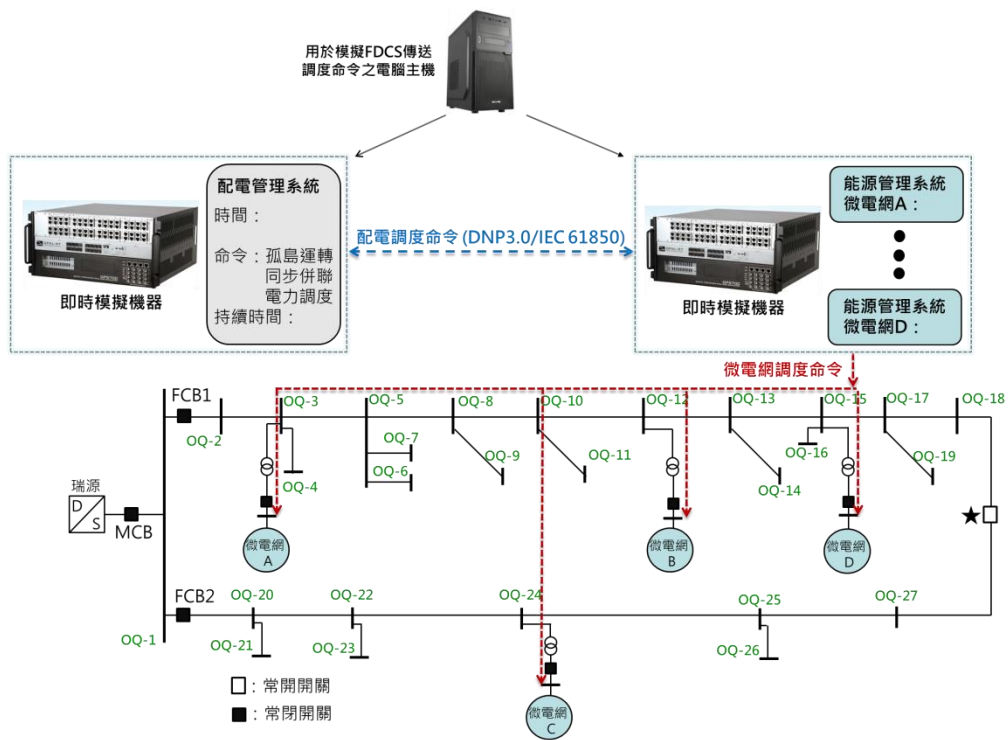 用於模擬FDCS傳送
調度命令之電腦主機
配電管理系統
時間：
命令：孤島運轉
同步併聯
電力調度
持續時間：
即時模擬機器
配電調度命令 (DNP3.0/IEC 61850)
即時模擬機器
能源管理系統
微電網A：
能源管理系統
微電網D：
微電網調度命令
FCB1
OQ-2
OQ-3
OQ-4
OQ-5
OQ-7
OQ-6
OQ-8
OQ-9
OQ-10
OQ-11
OQ-12
OQ-13
OQ-14
OQ-15
OQ-16
OQ-17
OQ-19
OQ-18
瑞源
D
S
MCB
微電網
A
微電網
B
微電網
D
FCB2
OQ-1
OQ-20
OQ-21
OQ-22
OQ-23
OQ-24
OQ-25
OQ-26
OQ-27
微電網
C
：常開開關
：常閉開關